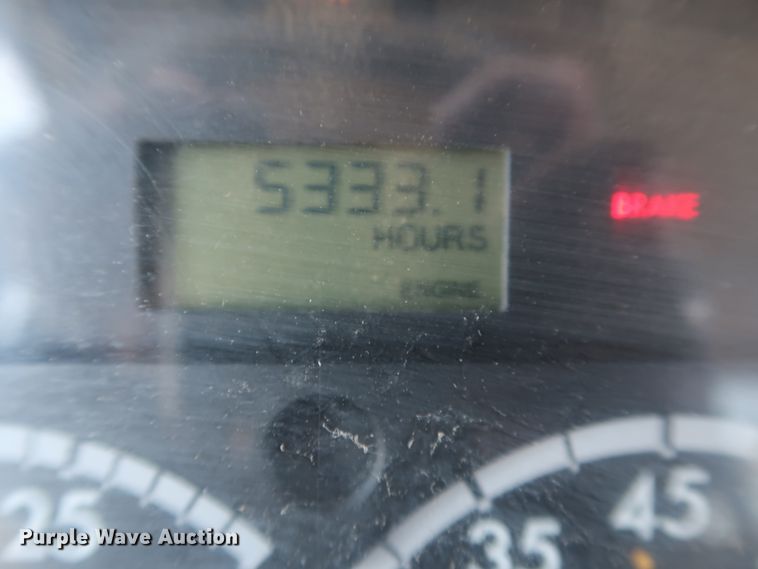 5333.1
BRAKE
HOURS
ENGINE
25
35
45
Purple Wave Auction